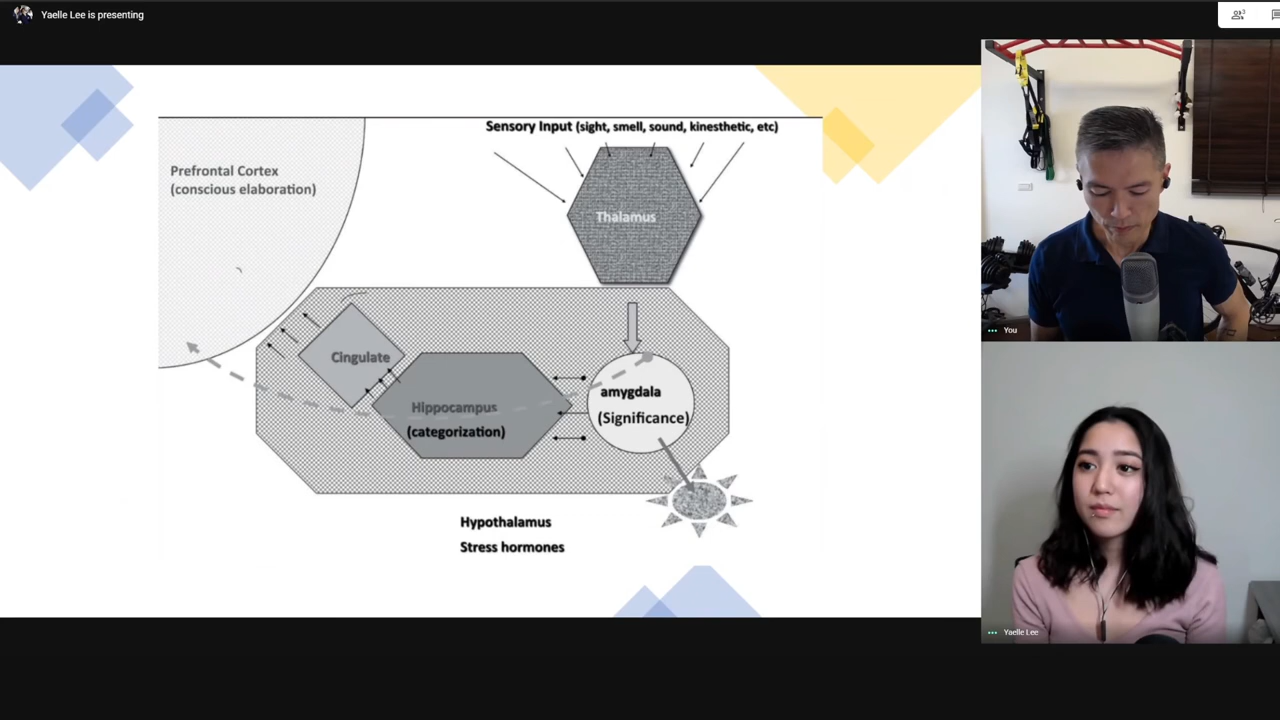 Yaelle Lee is presenting
3
Sensory Input (sight, smell, sound, kinesthetic, etc)
Prefrontal Cortex
(conscious elaboration)
Thalamus
Cingulate
Hippocampus
(categorization)
amygdala
(Significance)
Hypothalamus
Stress hormones
You
Yaelle Lee